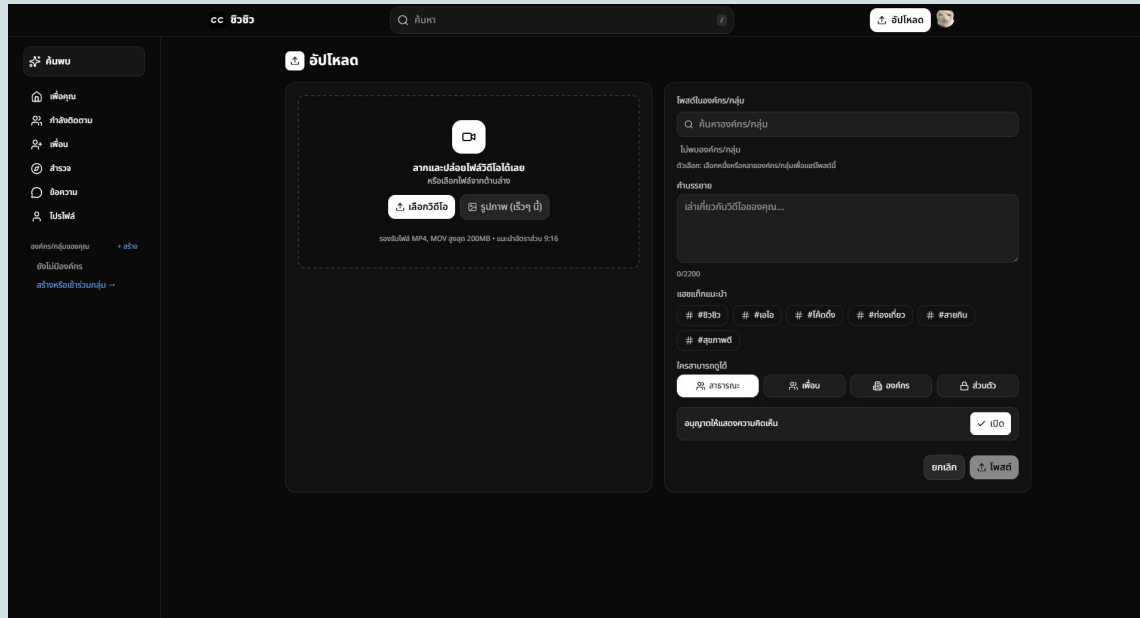 cc ชิวชิว
ค้นหา
/
อัปโหลด
ค้นพบ
เพื่อคุณ
กำลังติดตาม
เพื่อน
สำรวจ
ข้อความ
โปรไฟล์
องค์กร/กลุ่มของคุณ
+ สร้าง
ยังไม่มีองค์กร
สร้างหรือเข้าร่วมกลุ่ม →
อัปโหลด
ลากและปล่อยไฟล์วิดีโอได้เลย
หรือเลือกไฟล์จากด้านล่าง
เลือกวิดีโอ
รูปภาพ (เร็วๆ นี้)
รองรับไฟล์ MP4, MOV สูงสุด 200MB • แนะนำอัตราส่วน 9:16
โพสต์ในองค์กร/กลุ่ม
ค้นหาองค์กร/กลุ่ม
ไม่พบองค์กร/กลุ่ม
ตัวเลือก: เลือกหนึ่งหรือหลายองค์กร/กลุ่มเพื่อแชร์โพสต์นี้
คำบรรยาย
เล่าเกี่ยวกับวิดีโอของคุณ...
0/2200
แฮชแท็กแนะนำ
# #ชิวชิว # #เอไอ # #โค้ดดิ้ง # #ท่องเที่ยว # #สายกิน
# #สุขภาพดี
ใครสามารถดูได้
สาธารณะ เพื่อน องค์กร ส่วนตัว
อนุญาตให้แสดงความคิดเห็น
เปิด
ยกเลิก
โพสต์